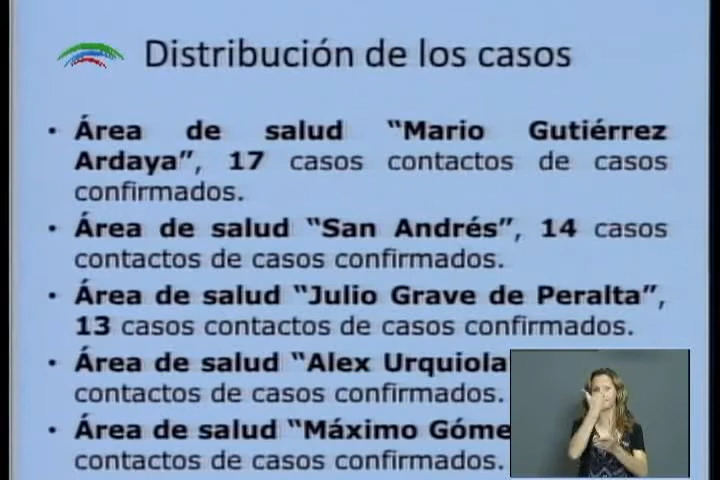 Distribución de los casos
• Área de salud “Mario Gutiérrez
Ardaya”, 17 casos contactos de casos
confirmados.
• Área de salud “San Andrés”, 14 casos
contactos de casos confirmados.
• Área de salud “Julio Grave de Peralta”,
13 casos contactos de casos confirmados.
• Área de salud “Alex Urquiola
contactos de casos confirmados.
• Área de salud “Máximo Góme
contactos de casos confirmados.